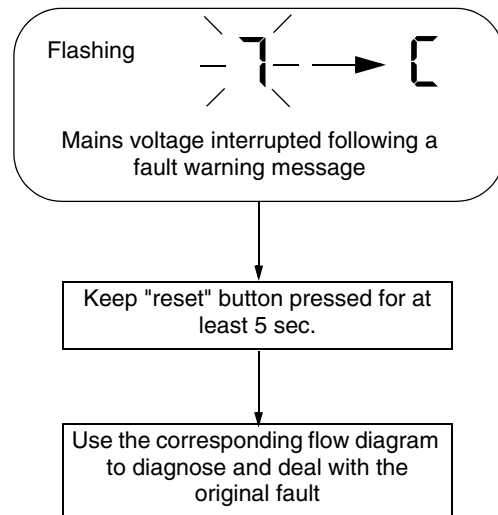 Flashing
7 C
Mains voltage interrupted following a
fault warning message
Keep "reset" button pressed for at
least 5 sec.
Use the corresponding flow diagram
to diagnose and deal with the
original fault